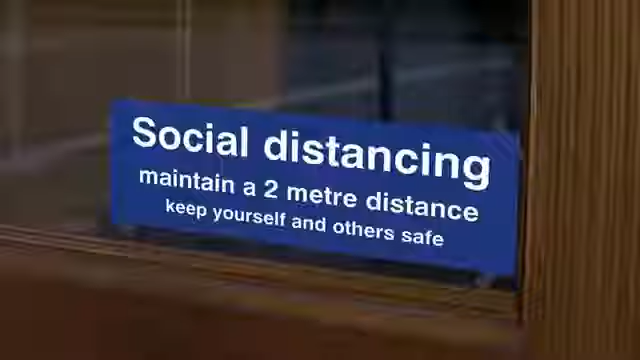 Social distancing
maintain a 2 metre distance
keep yourself and others safe